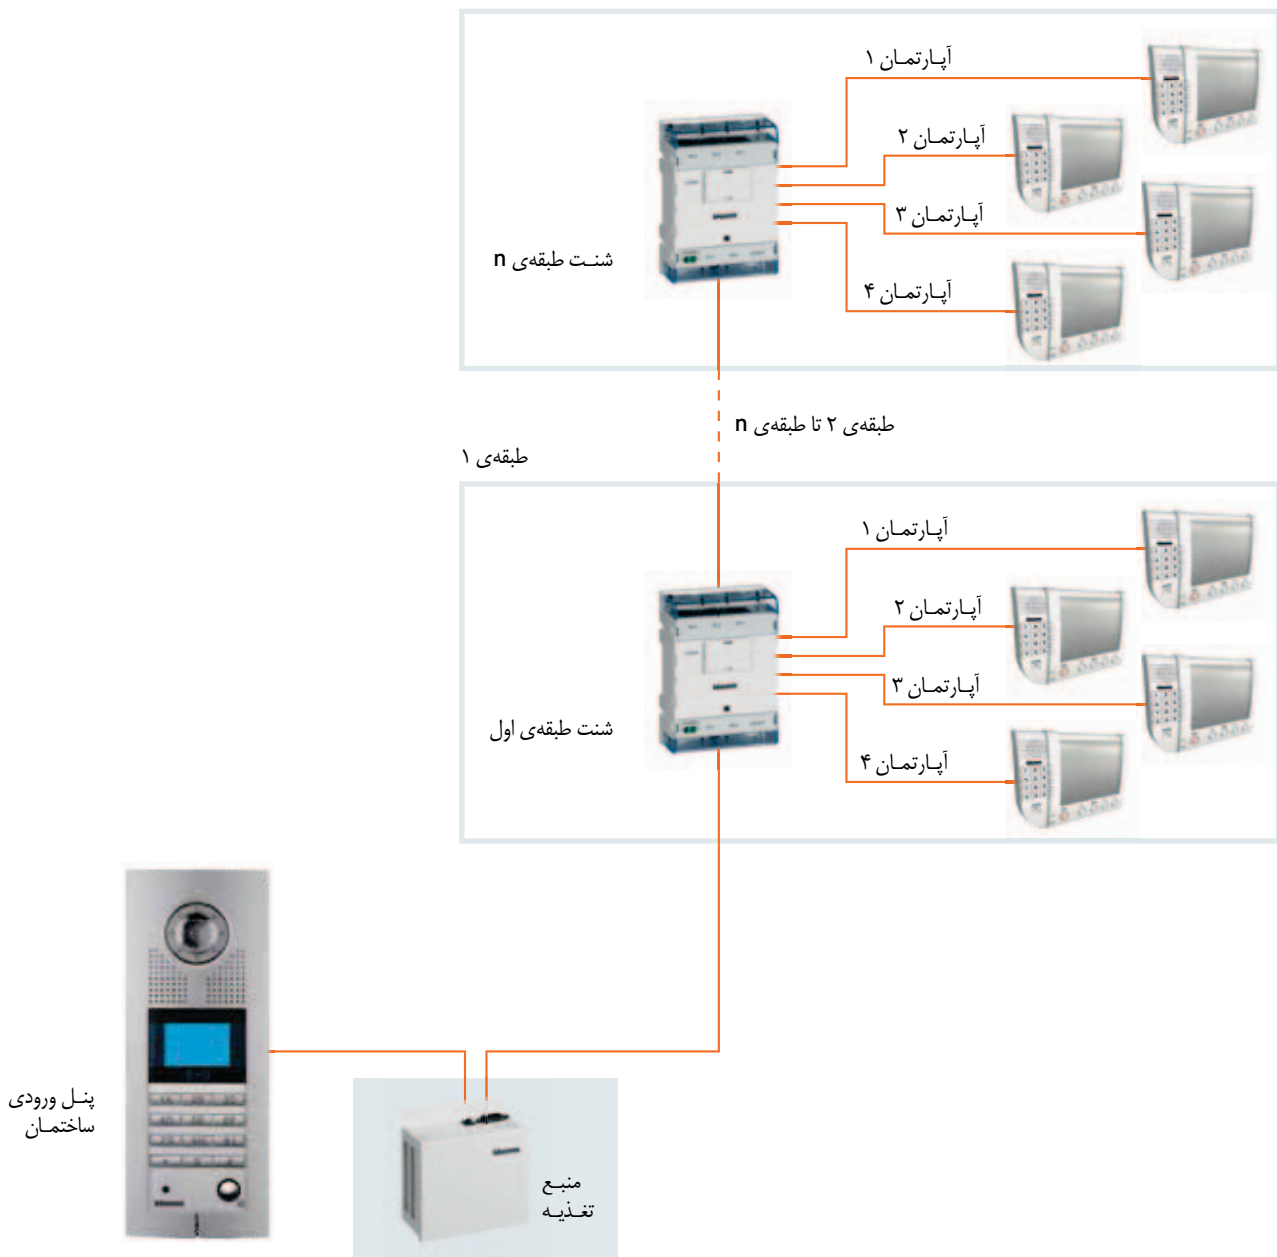 آپارتمان ۱
آپارتمان ۲
آپارتمان ۳
شنت طبقه‌ی n
آپارتمان ۴
طبقه‌ی ۲ تا طبقه‌ی n
طبقه‌ی ۱
آپارتمان ۱
آپارتمان ۲
آپارتمان ۳
شنت طبقه‌ی اول
آپارتمان ۴
پنل ورودی
ساختمان
منبع
تغذیه